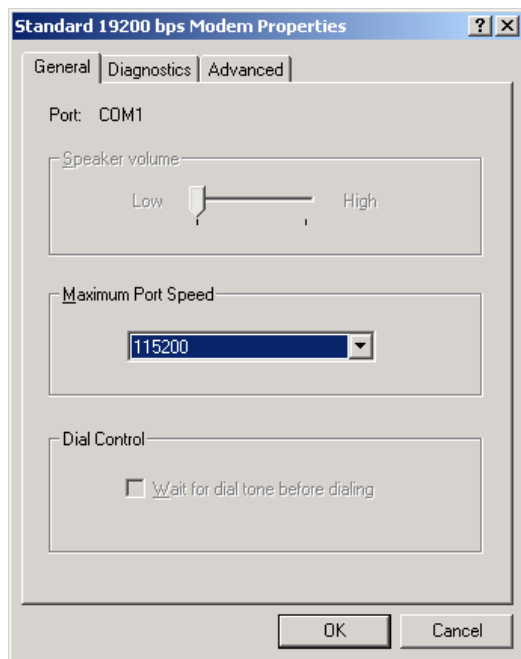 Standard 19200 bps Modem Properties
General Diagnostics Advanced
Port: COM1
Speaker volume
Low High
Maximum Port Speed
115200
Dial Control
Wait for dial tone before dialing
OK Cancel